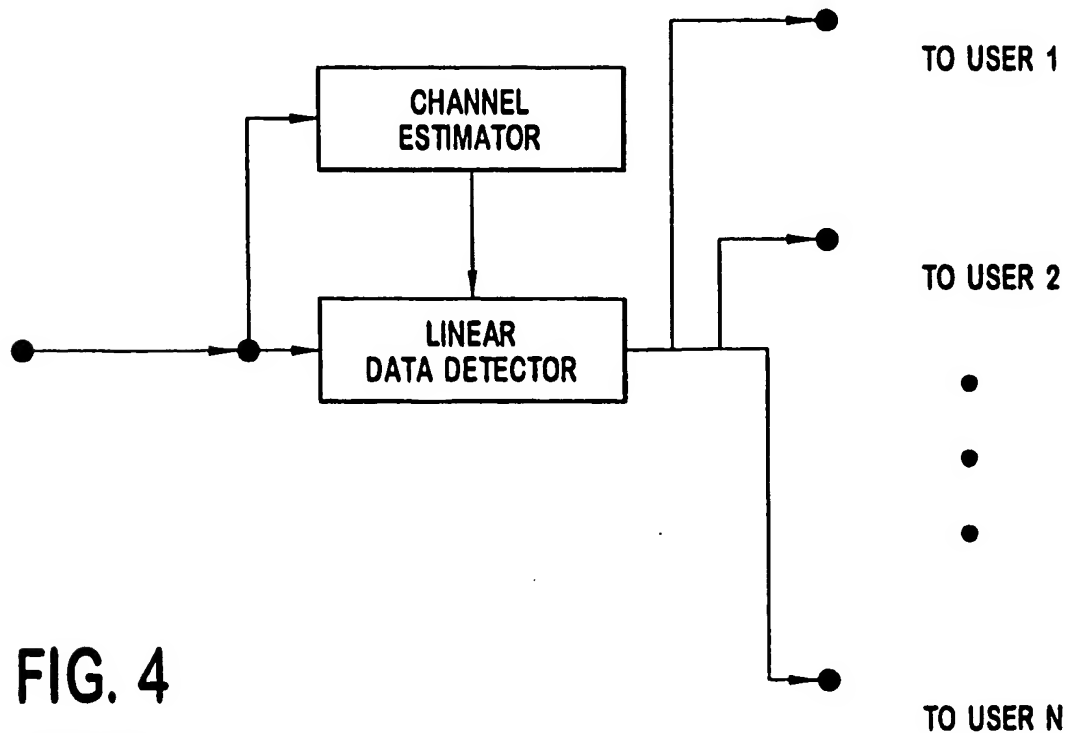 TO USER 1
CHANNEL
ESTIMATOR
TO USER 2
LINEAR
DATA DETECTOR
FIG. 4
TO USER N